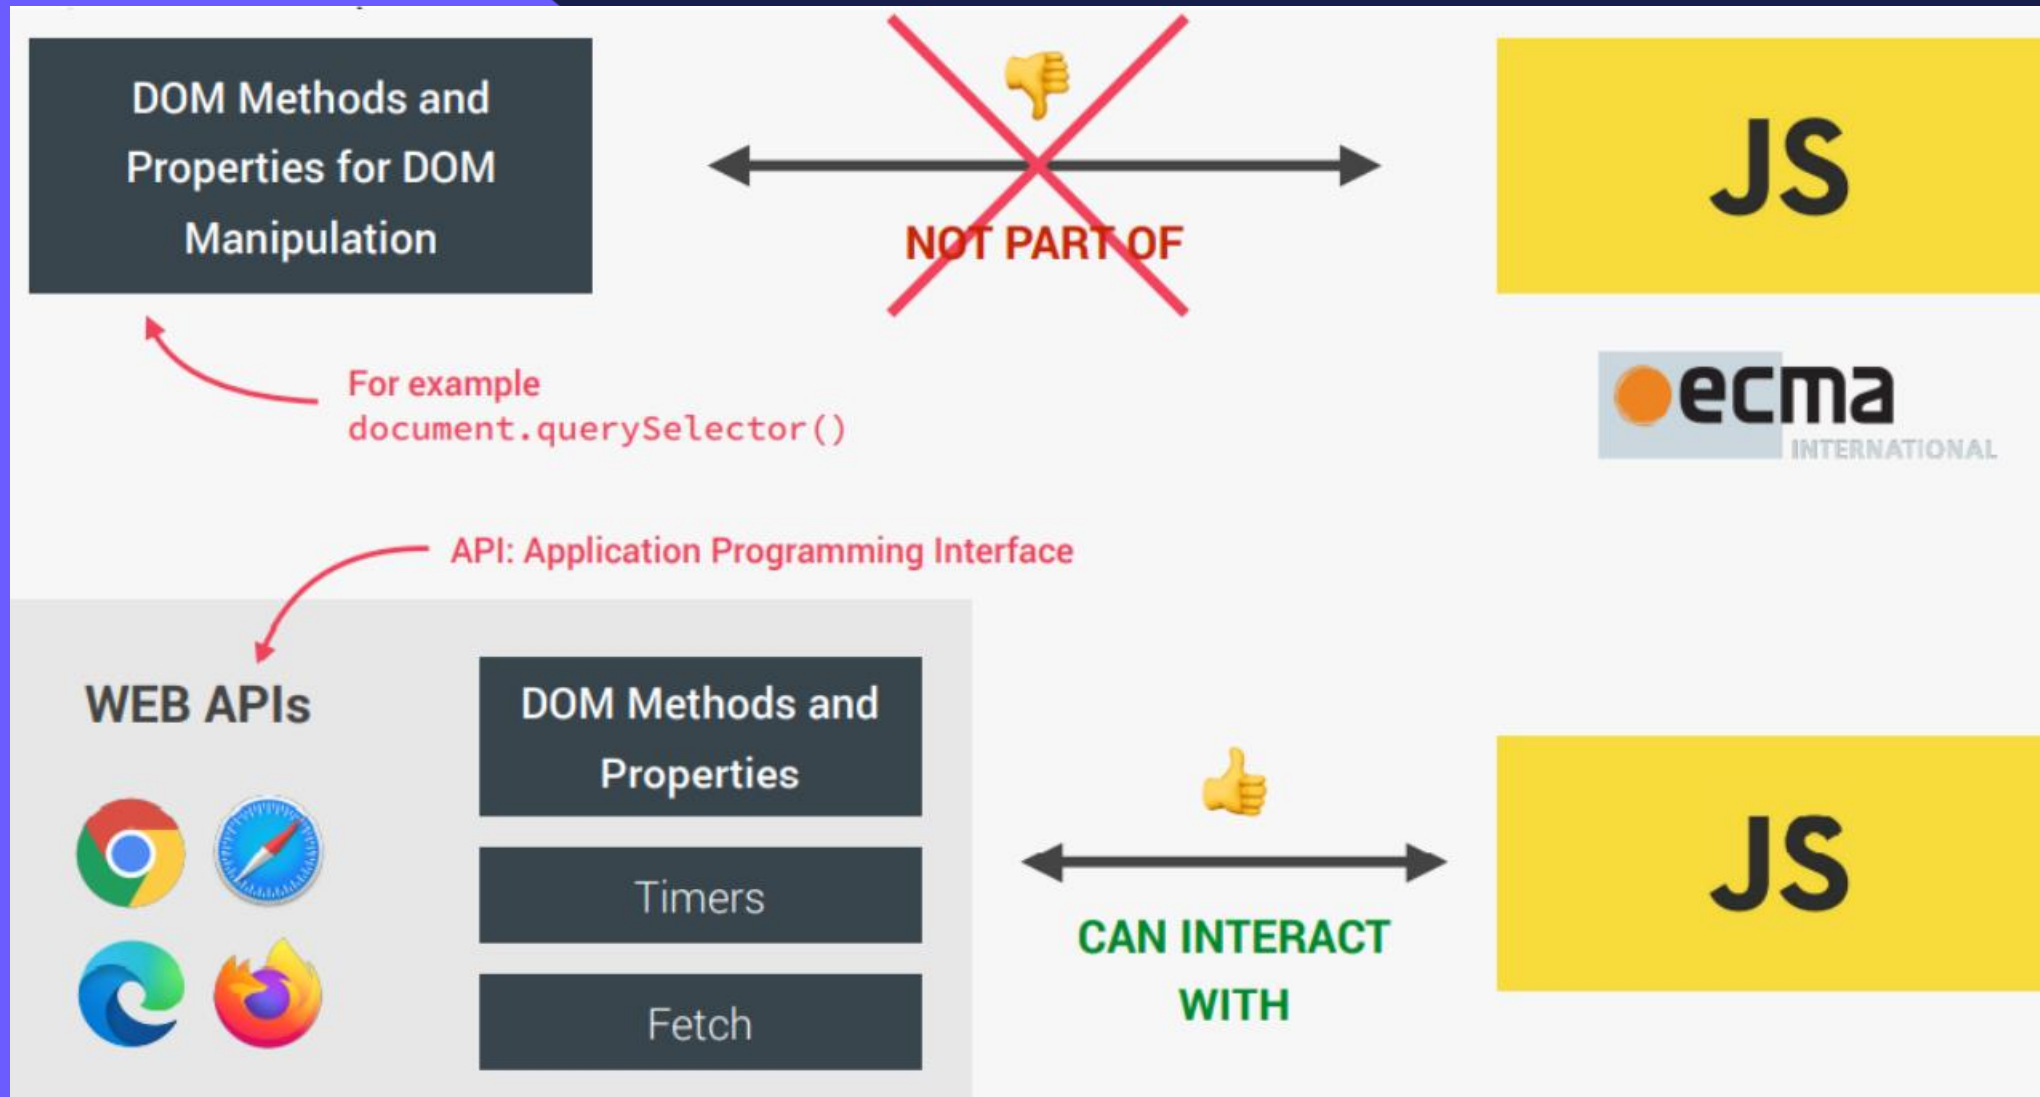 DOM Methods and
Properties for DOM
Manipulation
NOT PART OF
JS
ecma
INTERNATIONAL
For example
document.querySelector()
API: Application Programming Interface
WEB APIs
DOM Methods and
Properties
Timers
Fetch
CAN INTERACT
WITH
JS